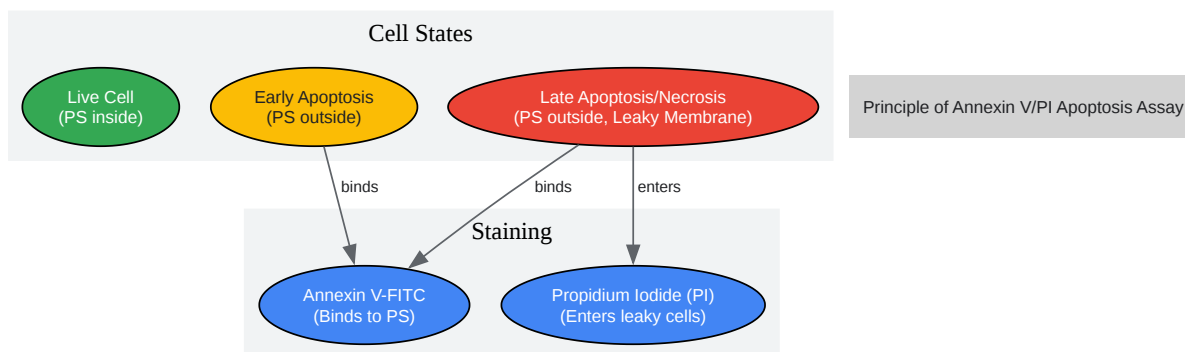 Cell States
Live Cell
(PS inside)
Early Apoptosis
(PS outside)
Late Apoptosis/Necrosis
(PS outside, Leaky Membrane)
Principle of Annexin V/PI Apoptosis Assay
binds
binds
enters
Staining
Annexin V-FITC
(Binds to PS)
Propidium Iodide (PI)
(Enters leaky cells)